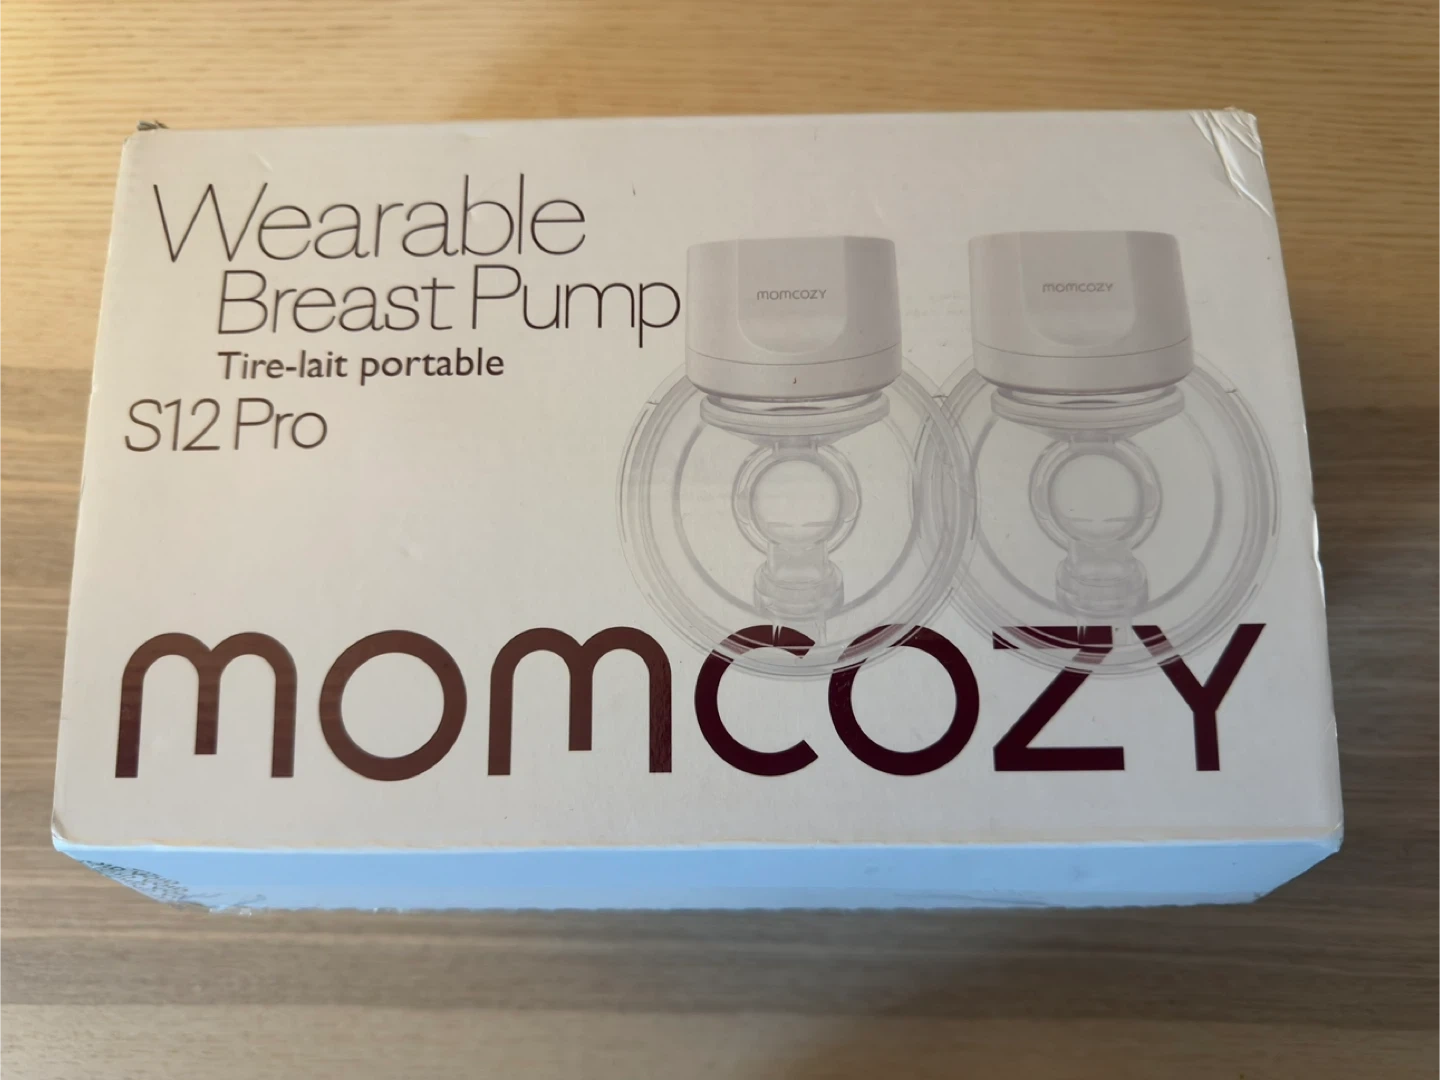 Wearable
Breast Pump
Tire-lait portable
S12 Pro
momcozy
momcozy
momcozy